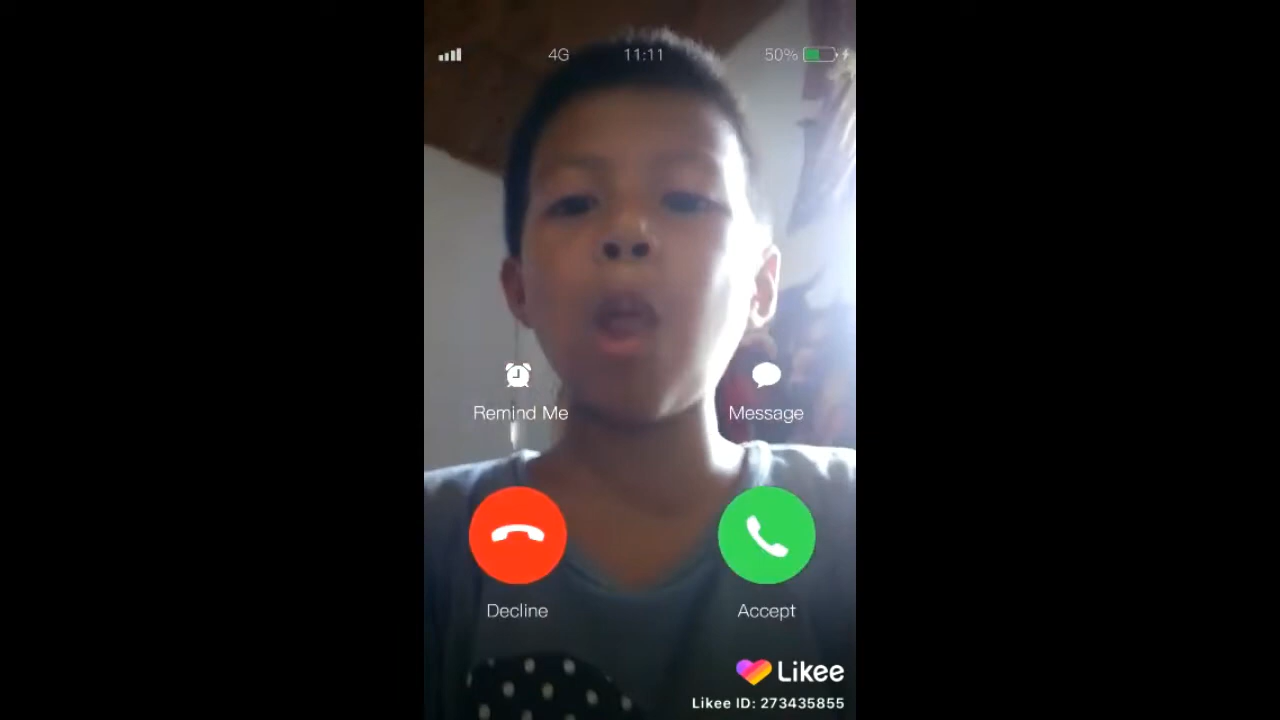 4G 11:11 50%
Remind Me Message
Decline Accept
Likee
Likee ID: 273435855